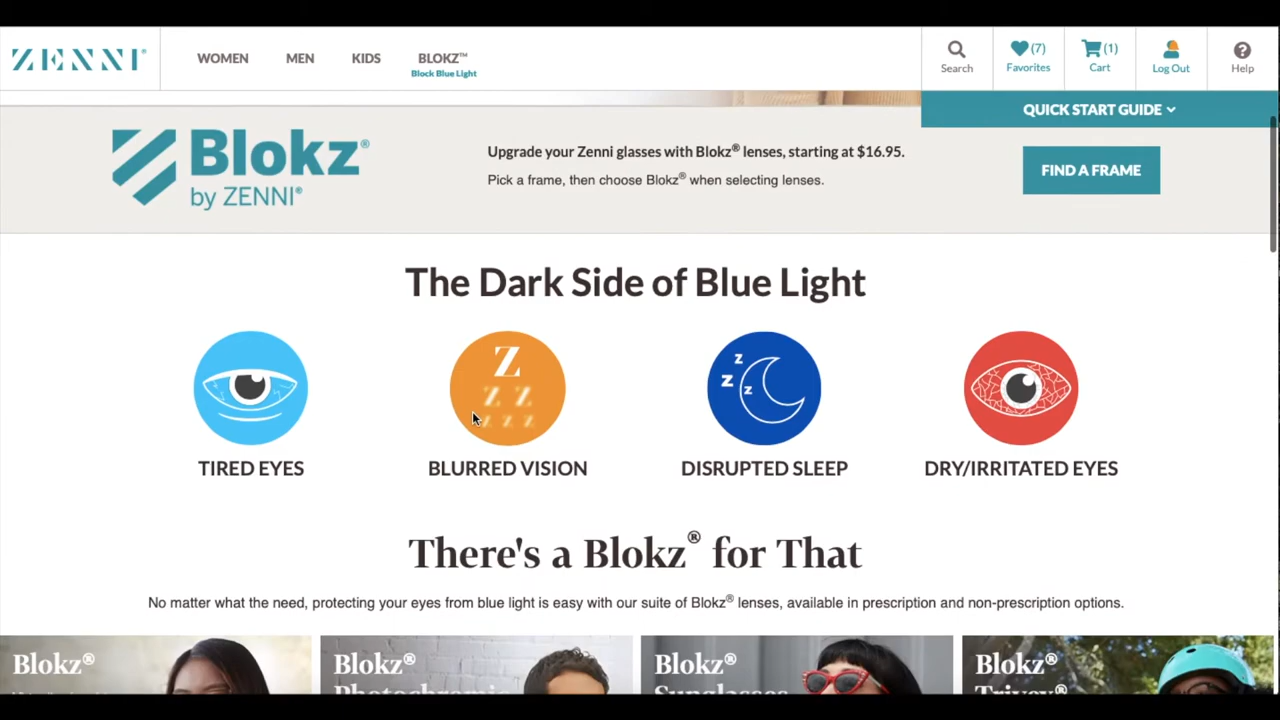 ZENNI®
WOMEN
MEN
KIDS
BLOKZ™
Block Blue Light
Search
(7)
Favorites
(1)
Cart
Log Out
Help
QUICK START GUIDE
Blokz®
by ZENNI®
Upgrade your Zenni glasses with Blokz® lenses, starting at $16.95.
Pick a frame, then choose Blokz® when selecting lenses.
FIND A FRAME
The Dark Side of Blue Light
Z
Z Z
Z Z Z
z
z
z
TIRED EYES
BLURRED VISION
DISRUPTED SLEEP
DRY/IRRITATED EYES
There's a Blokz® for That
No matter what the need, protecting your eyes from blue light is easy with our suite of Blokz® lenses, available in prescription and non-prescription options.
Blokz®
Blokz®
Photochromic
Blokz®
Sunglasses
Blokz®
Trivex®